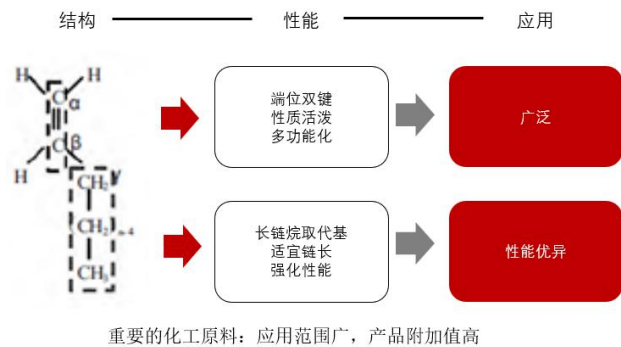 结构
性能
应用
H
H
C
α
C
β
H
γ
CH2
CH2 n-4
CH3
端位双键
性质活泼
多功能化
广泛
长链烷取代基
适宜链长
强化性能
性能优异
重要的化工原料：应用范围广，产品附加值高